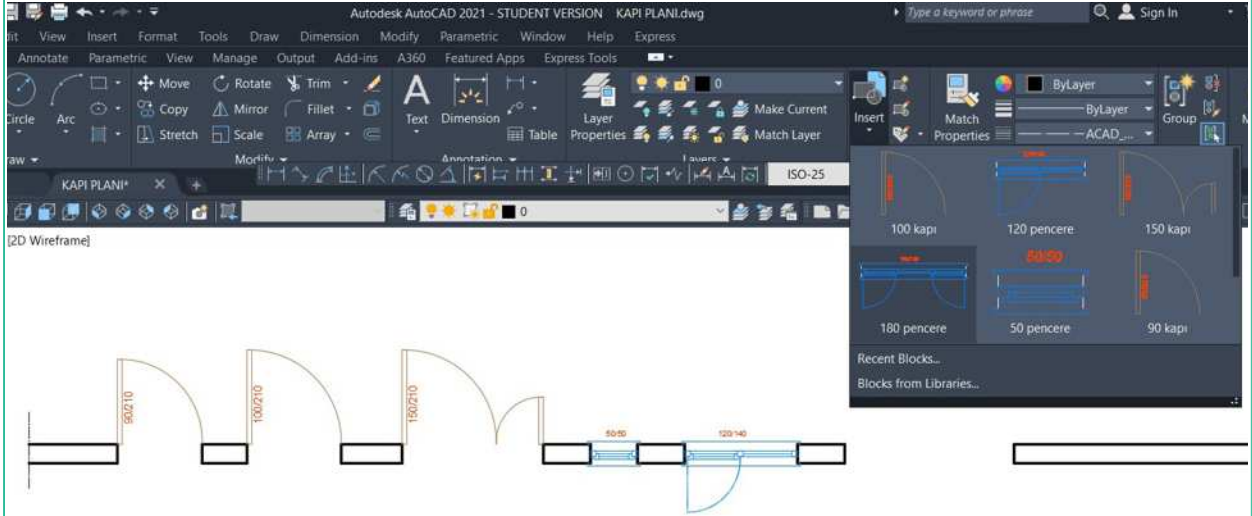 Autodesk AutoCAD 2021 - STUDENT VERSION KAPI PLANI.dwg Type a keyword or phrase Sign In
View Insert Format Tools Draw Dimension Modify Parametric Window Help Express
Annotate Parametric View Manage Output Add-ins A360 Featured Apps Express Tools
Move Rotate Trim 0 ByLayer
Copy Mirror Fillet Make Current ByLayer
Circle Arc Text Dimension Layer Insert Match Group
Stretch Scale Array Table Properties Match Layer Properties ACAD_...
Modify Annotation Layers
KAPI PLANI* ISO-25
0
[2D Wireframe]
100 kapı 120 pencere 150 kapı
50/50
180 pencere 50 pencere 90 kapı
Recent Blocks...
Blocks from Libraries...
90/210
100/210
150/210
50/50
120/140